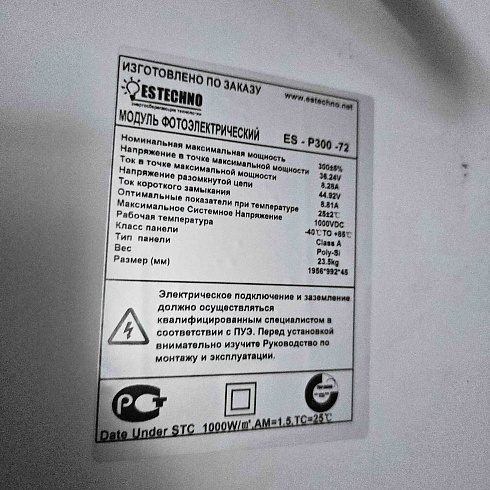 ИЗГОТОВЛЕНО ПО ЗАКАЗУ
www.estechno.net
ESTECHNO
энергосберегающие технологии
МОДУЛЬ ФОТОЭЛЕКТРИЧЕСКИЙ ES - P300 -72
Номинальная максимальная мощность 300±5%
Напряжение в точке максимальной мощности 36.24V
Ток в точке максимальной мощности 8.28A
Напряжение разомкнутой цепи 44.92V
Ток короткого замыкания 8.81A
Оптимальные показатели при температуре 25±2℃
Максимальное Системное Напряжение 1000VDC
Рабочая температура -40℃ TO +85℃
Класс панели Class A
Тип панели Poly-Si
Вес 23.5kg
Размер (мм) 1956*992*45
Электрическое подключение и заземление
должно осуществляться
квалифицированным специалистом в
соответствии с ПУЭ. Перед установкой
внимательно изучите Руководство по
монтажу и эксплуатации.
РСТ
Date Under STC 1000W/m²,AM=1.5,TC=25℃